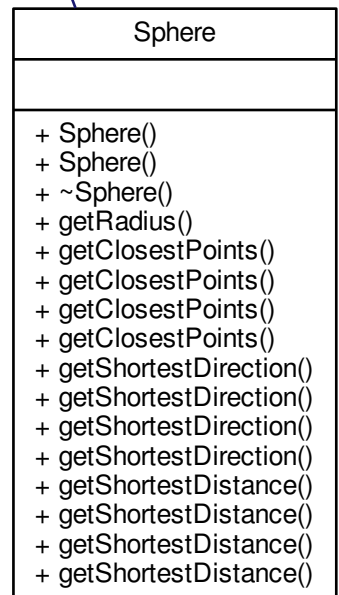 Sphere
+ Sphere()
+ Sphere()
+ ~Sphere()
+ getRadius()
+ getClosestPoints()
+ getClosestPoints()
+ getClosestPoints()
+ getClosestPoints()
+ getShortestDirection()
+ getShortestDirection()
+ getShortestDirection()
+ getShortestDirection()
+ getShortestDistance()
+ getShortestDistance()
+ getShortestDistance()
+ getShortestDistance()